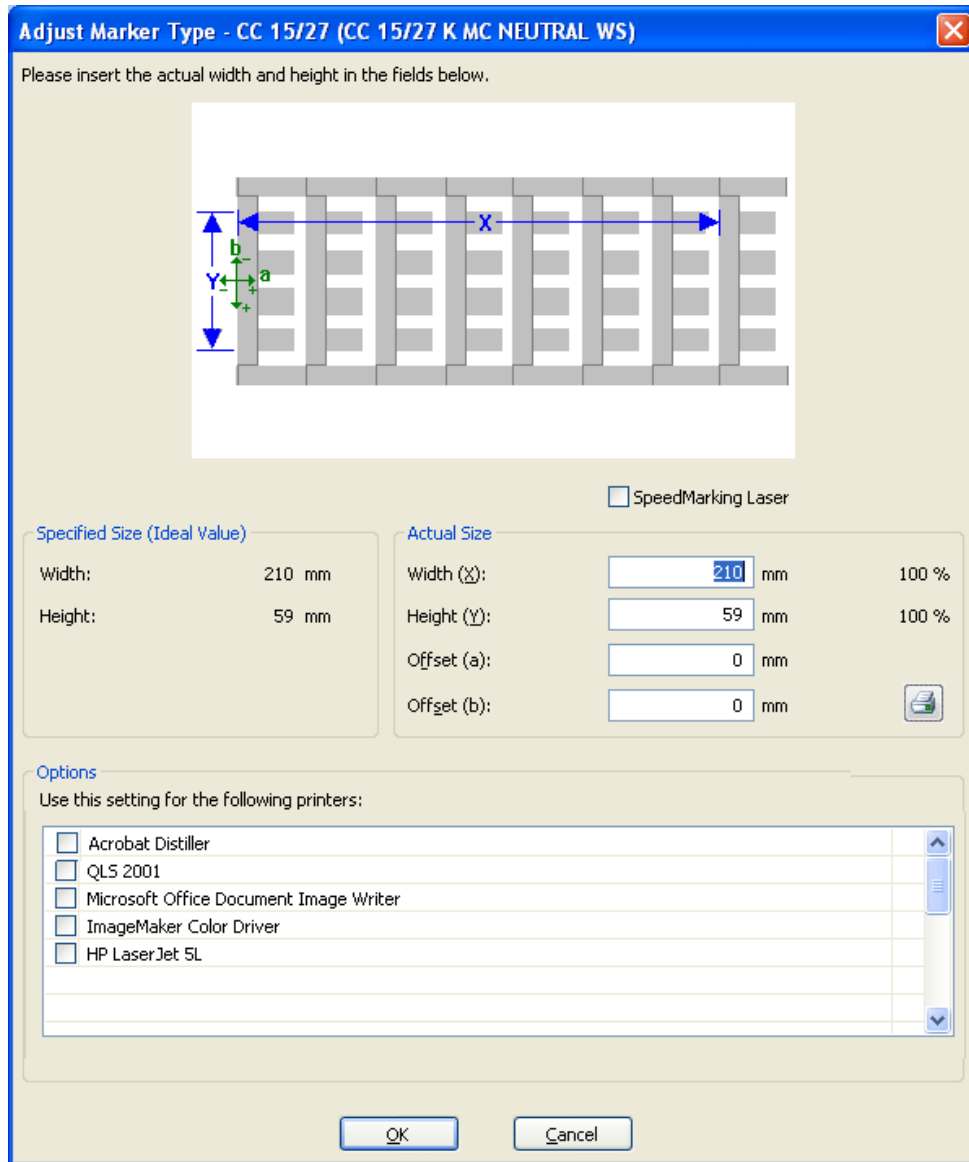 Adjust Marker Type - CC 15/27 (CC 15/27 K MC NEUTRAL WS)
Please insert the actual width and height in the fields below.
X
b
-
Y
-
a
+
+
SpeedMarking Laser
Specified Size (Ideal Value)
Width: 210 mm
Height: 59 mm
Actual Size
Width (X): 210 mm 100 %
Height (Y): 59 mm 100 %
Offset (a): 0 mm
Offset (b): 0 mm
Options
Use this setting for the following printers:
Acrobat Distiller
QLS 2001
Microsoft Office Document Image Writer
ImageMaker Color Driver
HP LaserJet 5L
OK
Cancel